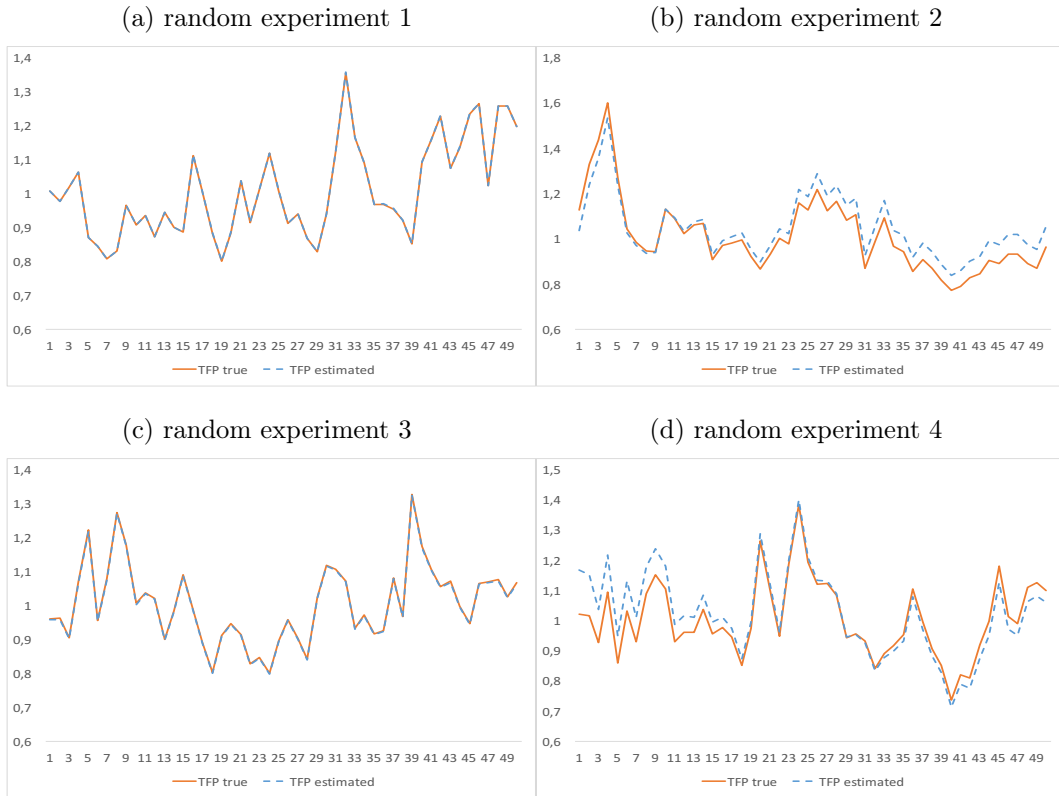 (a) random experiment 1
1,4
1,3
1,2
1,1
1
0,9
0,8
0,7
0,6
1 3 5 7 9 11 13 15 17 19 21 23 25 27 29 31 33 35 37 39 41 43 45 47 49
TFP true TFP estimated
(b) random experiment 2
1,8
1,6
1,4
1,2
1
0,8
0,6
1 3 5 7 9 11 13 15 17 19 21 23 25 27 29 31 33 35 37 39 41 43 45 47 49
TFP true TFP estimated
(c) random experiment 3
1,4
1,3
1,2
1,1
1
0,9
0,8
0,7
0,6
1 3 5 7 9 11 13 15 17 19 21 23 25 27 29 31 33 35 37 39 41 43 45 47 49
TFP true TFP estimated
(d) random experiment 4
1,5
1,4
1,3
1,2
1,1
1
0,9
0,8
0,7
0,6
1 3 5 7 9 11 13 15 17 19 21 23 25 27 29 31 33 35 37 39 41 43 45 47 49
TFP true TFP estimated